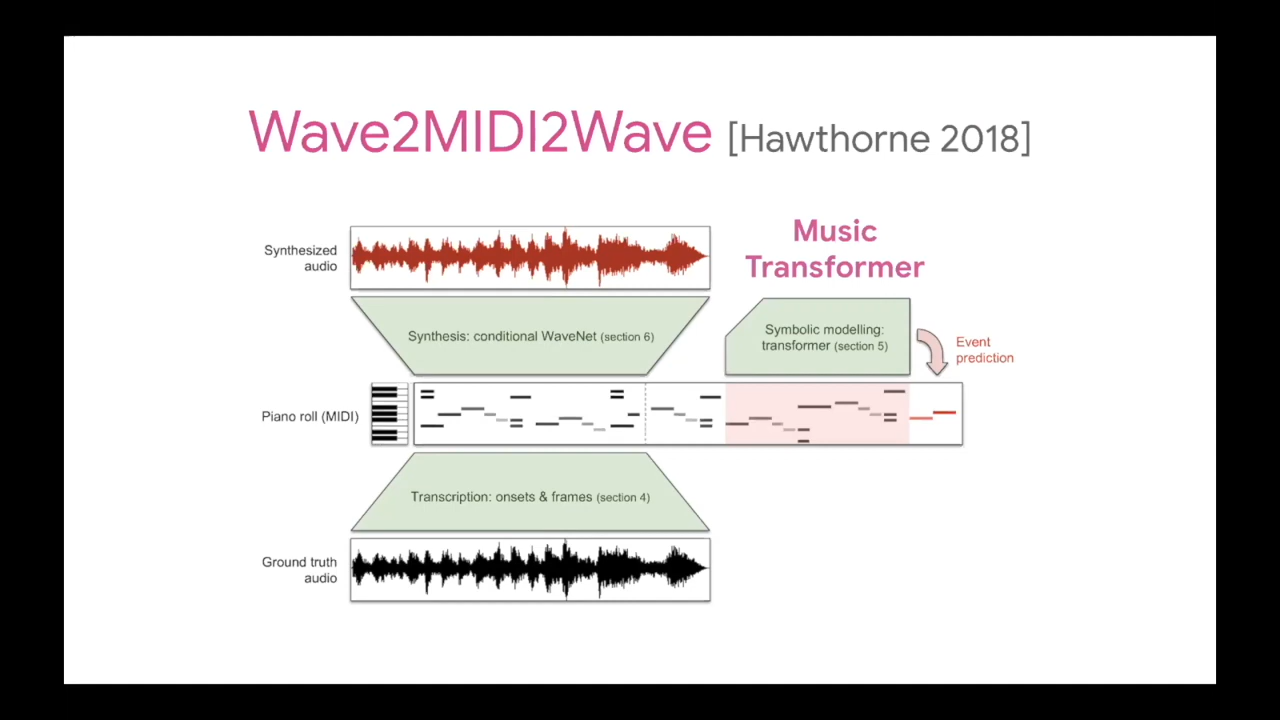 Wave2MIDI2Wave [Hawthorne 2018]
Synthesized
audio
Music
Transformer
Synthesis: conditional WaveNet (section 6)
Symbolic modelling:
transformer (section 5)
Event
prediction
Piano roll (MIDI)
Transcription: onsets & frames (section 4)
Ground truth
audio